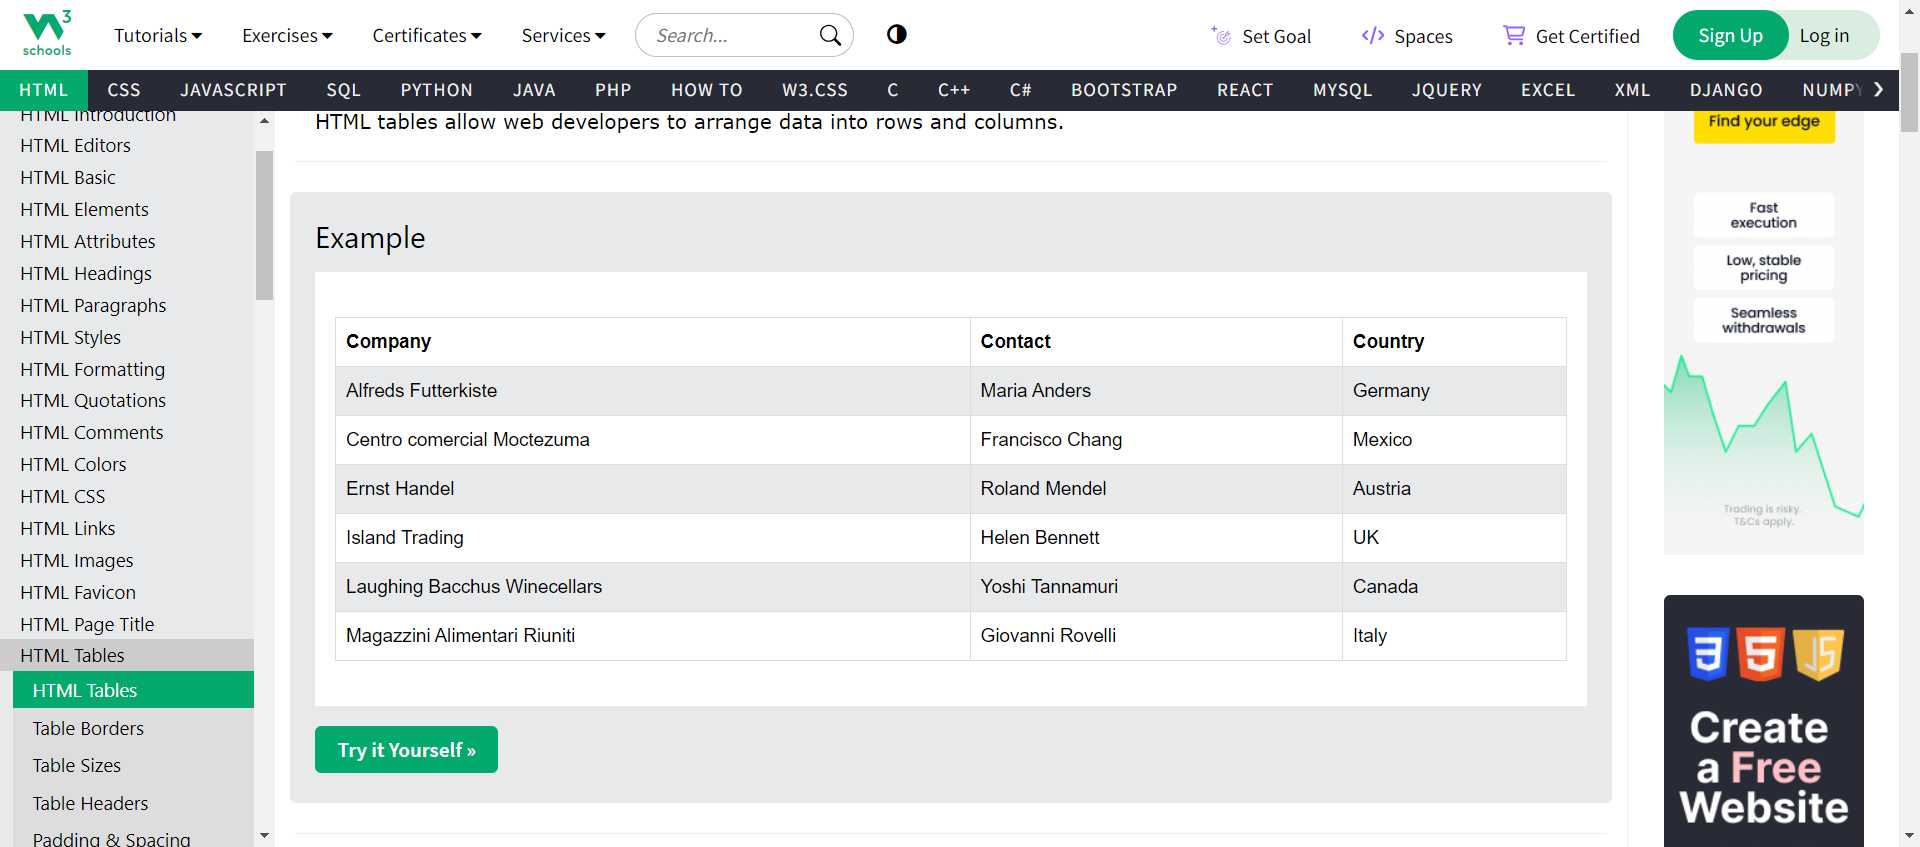 W3
schools
Tutorials Exercises Certificates Services Search... Set Goal Spaces Get Certified Sign Up Log in
HTML CSS JAVASCRIPT SQL PYTHON JAVA PHP HOW TO W3.CSS C C++ C# BOOTSTRAP REACT MYSQL JQUERY EXCEL XML DJANGO NUMPY ❯
HTML Introduction
HTML Editors
HTML Basic
HTML Elements
HTML Attributes
HTML Headings
HTML Paragraphs
HTML Styles
HTML Formatting
HTML Quotations
HTML Comments
HTML Colors
HTML CSS
HTML Links
HTML Images
HTML Favicon
HTML Page Title
HTML Tables
HTML Tables
Table Borders
Table Sizes
Table Headers
Padding & Spacing
HTML tables allow web developers to arrange data into rows and columns.
Example
Company Contact Country
Alfreds Futterkiste Maria Anders Germany
Centro comercial Moctezuma Francisco Chang Mexico
Ernst Handel Roland Mendel Austria
Island Trading Helen Bennett UK
Laughing Bacchus Winecellars Yoshi Tannamuri Canada
Magazzini Alimentari Riuniti Giovanni Rovelli Italy
Try it Yourself »
Find your edge
Fast
execution
Low, stable
pricing
Seamless
withdrawals
Trading is risky.
T&Cs apply.
3 5 JS
Create
a Free
Website